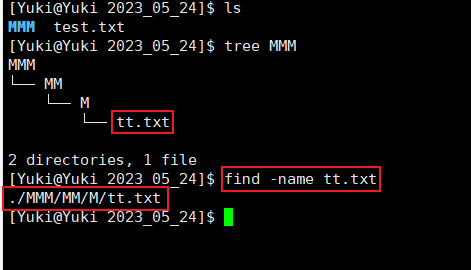 [Yuki@Yuki 2023_05_24]$ ls
MMM  test.txt
[Yuki@Yuki 2023_05_24]$ tree MMM
MMM
└── MM
    └── M
        └── tt.txt

2 directories, 1 file
[Yuki@Yuki 2023_05_24]$ find -name tt.txt
./MMM/MM/M/tt.txt
[Yuki@Yuki 2023_05_24]$